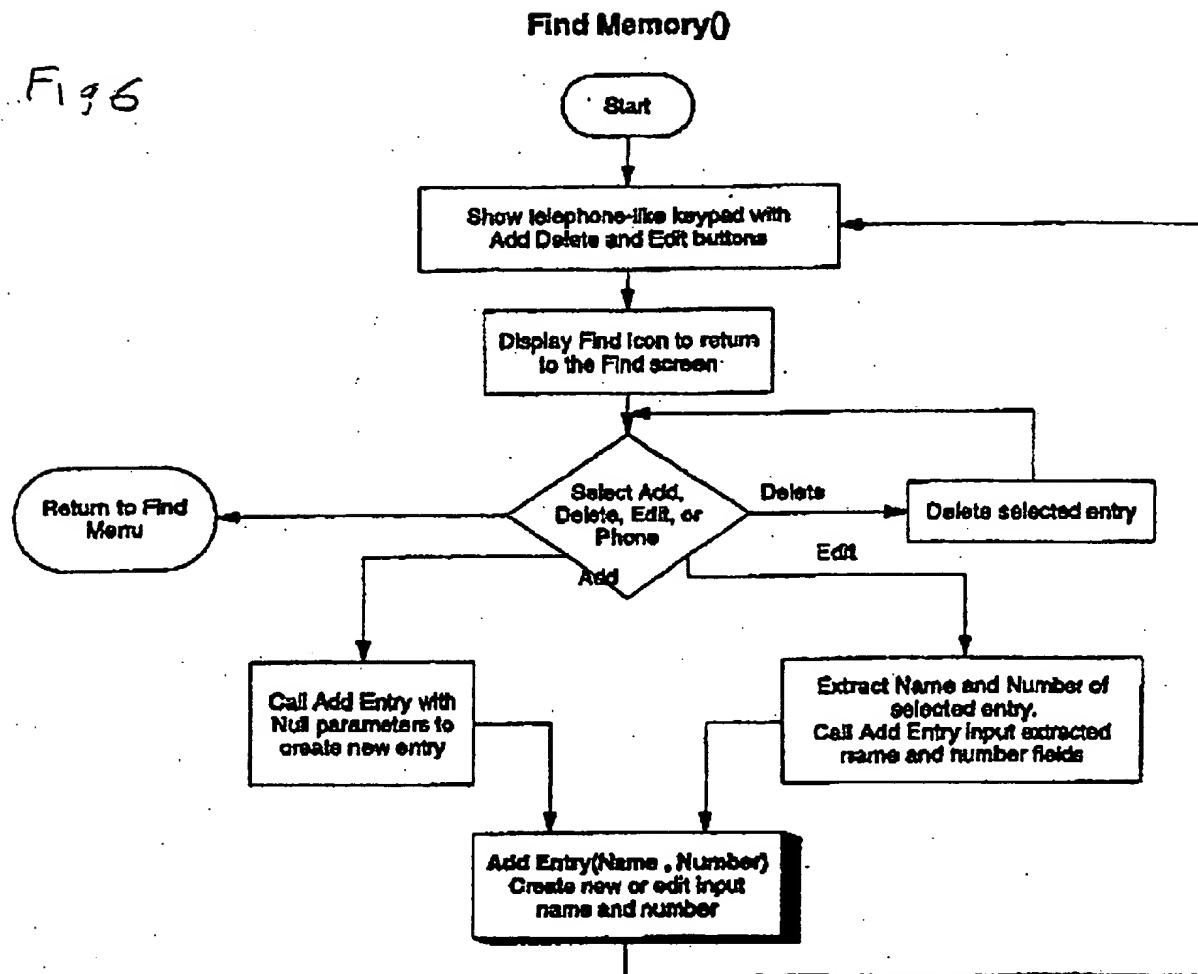 Find Memory()
Fig 6
Start
Show telephone-like keypad with
Add Delete and Edit buttons
Display Find icon to return
to the Find screen
Return to Find
Menu
Select Add,
Delete, Edit, or
Phone
Delete
Delete selected entry
Edit
Add
Call Add Entry with
Null parameters to
create new entry
Extract Name and Number of
selected entry.
Call Add Entry input extracted
name and number fields
Add Entry(Name , Number)
Create new or edit input
name and number